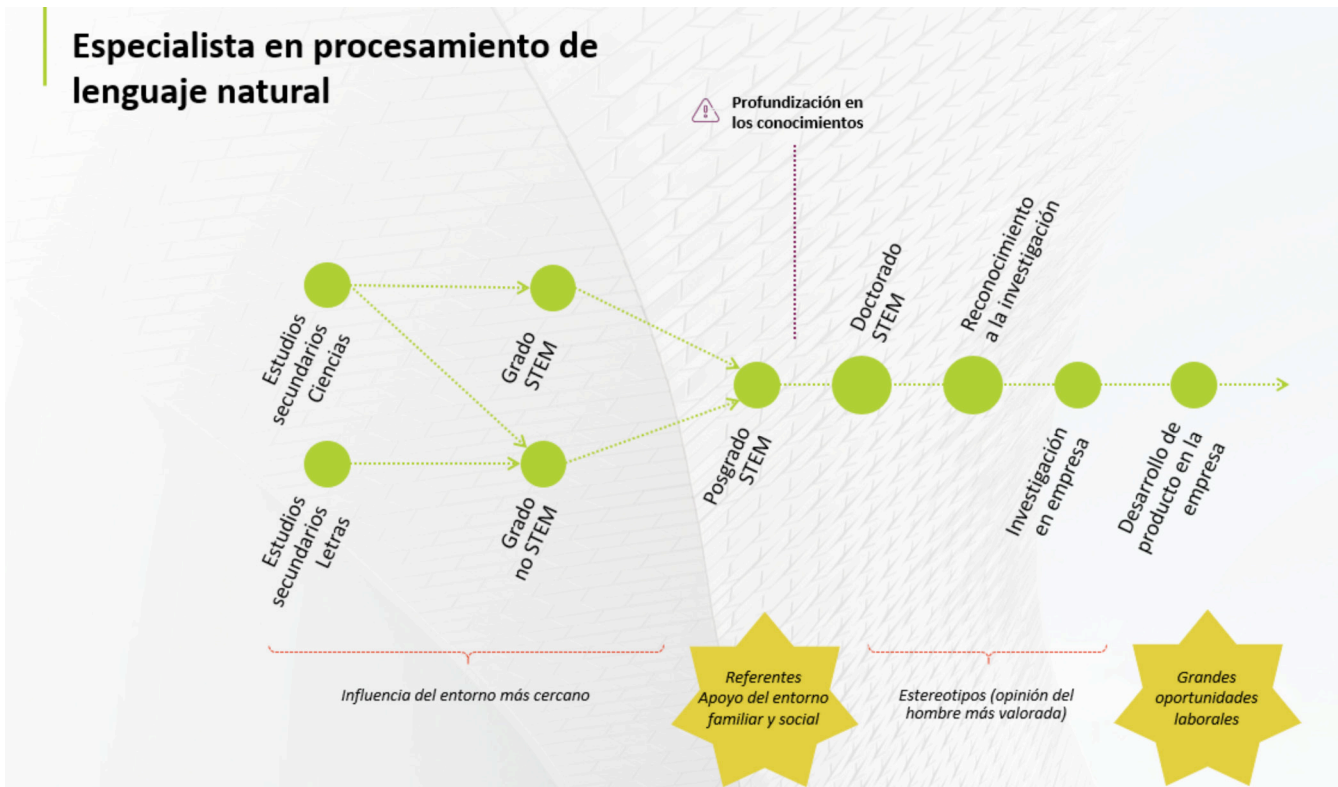 Especialista en procesamiento de
lenguaje natural
Profundización en
los conocimientos
Estudios
secundarios
Ciencias
Grado
STEM
Estudios
secundarios
Letras
Grado
no STEM
Posgrado
STEM
Doctorado
STEM
Reconocimiento
a la investigación
Investigación
en empresa
Desarrollo de
producto en la
empresa
Influencia del entorno más cercano
Referentes
Apoyo del entorno
familiar y social
Estereotipos (opinión del
hombre más valorada)
Grandes
oportunidades
laborales